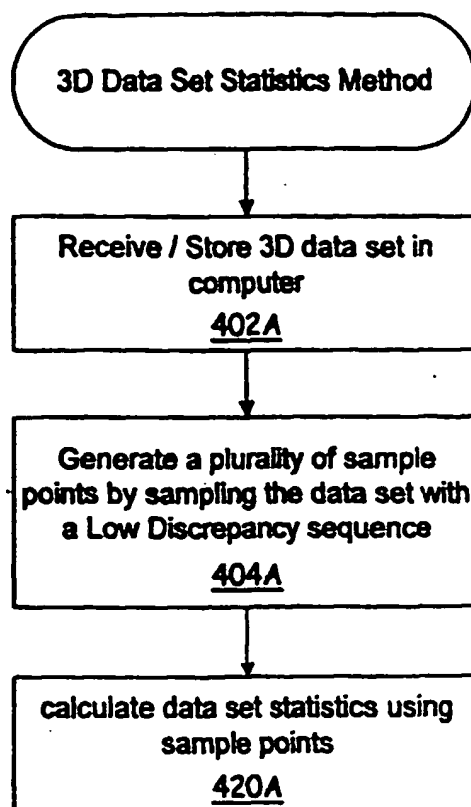 3D Data Set Statistics Method
Receive / Store 3D data set in
computer
402A
Generate a plurality of sample
points by sampling the data set with
a Low Discrepancy sequence
404A
calculate data set statistics using
sample points
420A